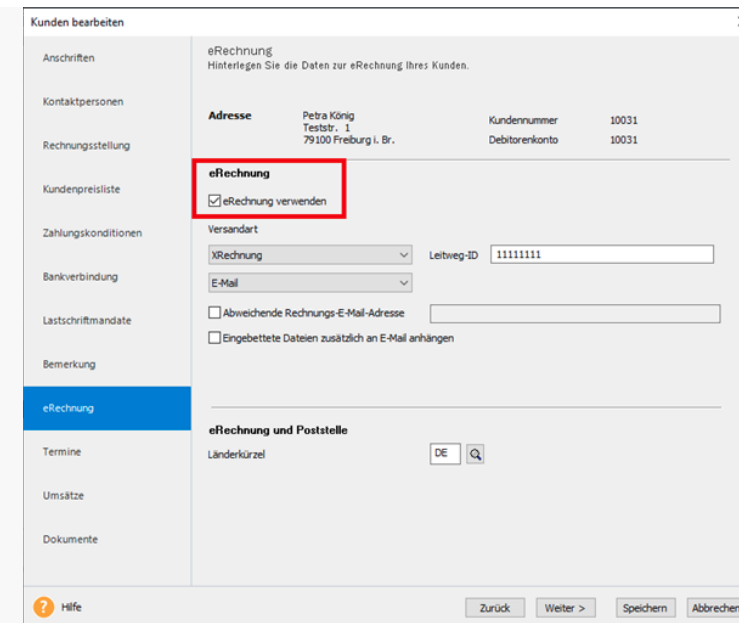 Kunden bearbeiten
Anschriften
Kontaktpersonen
Rechnungsstellung
Kundenpreisliste
Zahlungskonditionen
Bankverbindung
Lastschriftmandate
Bemerkung
eRechnung
Termine
Umsätze
Dokumente
eRechnung
Hinterlegen Sie die Daten zur eRechnung Ihres Kunden.
Adresse Petra König Kundennummer 10031
Teststr. 1
79100 Freiburg i. Br. Debitorenkonto 10031
eRechnung
eRechnung verwenden
Versandart
XRechnung Leitweg-ID 11111111
E-Mail
Abweichende Rechnungs-E-Mail-Adresse
Eingebettete Dateien zusätzlich an E-Mail anhängen
eRechnung und Poststelle
Länderkürzel DE
? Hilfe Zurück Weiter > Speichern Abbrechen